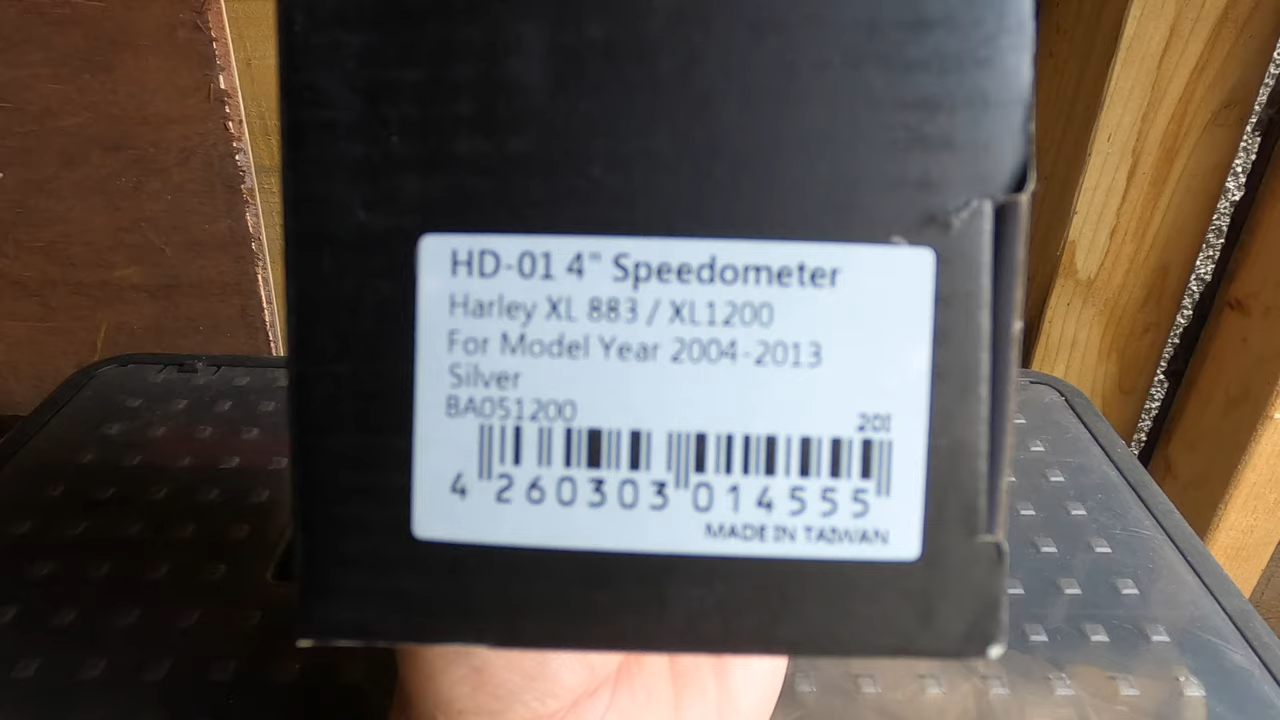 HD-01 4" Speedometer
Harley XL 883 / XL1200
For Model Year 2004-2013
Silver
BA051200
201
4 260303 014555
MADE IN TAIWAN